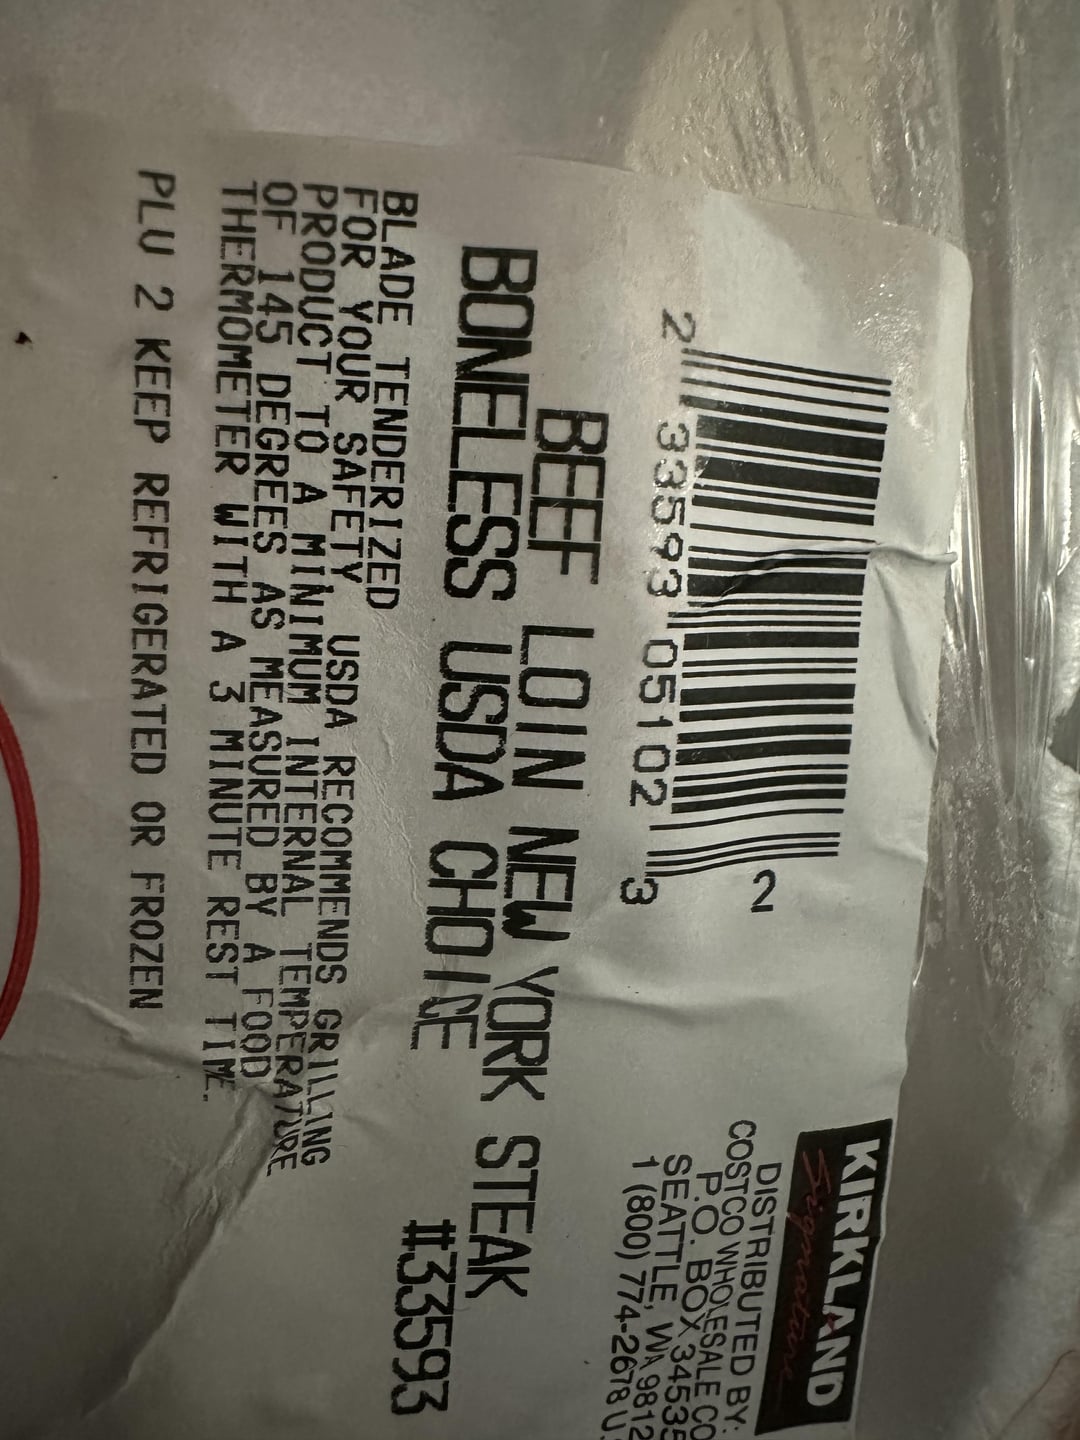 KIRKLAND
Signature
DISTRIBUTED BY:
COSTCO WHOLESALE CO
P.O. BOX 34535
SEATTLE, WA 9812
1 (800) 774-2678 U.
2
2 33593 05102 3
BEEF LOIN NEW YORK STEAK
BONELESS USDA CHOICE #33593
BLADE TENDERIZED
FOR YOUR SAFETY USDA RECOMMENDS GRILLING
PRODUCT TO A MINIMUM INTERNAL TEMPERATURE
OF 145 DEGREES AS MEASURED BY A FOOD
THERMOMETER WITH A 3 MINUTE REST TIME.
PLU 2 KEEP REFRIGERATED OR FROZEN